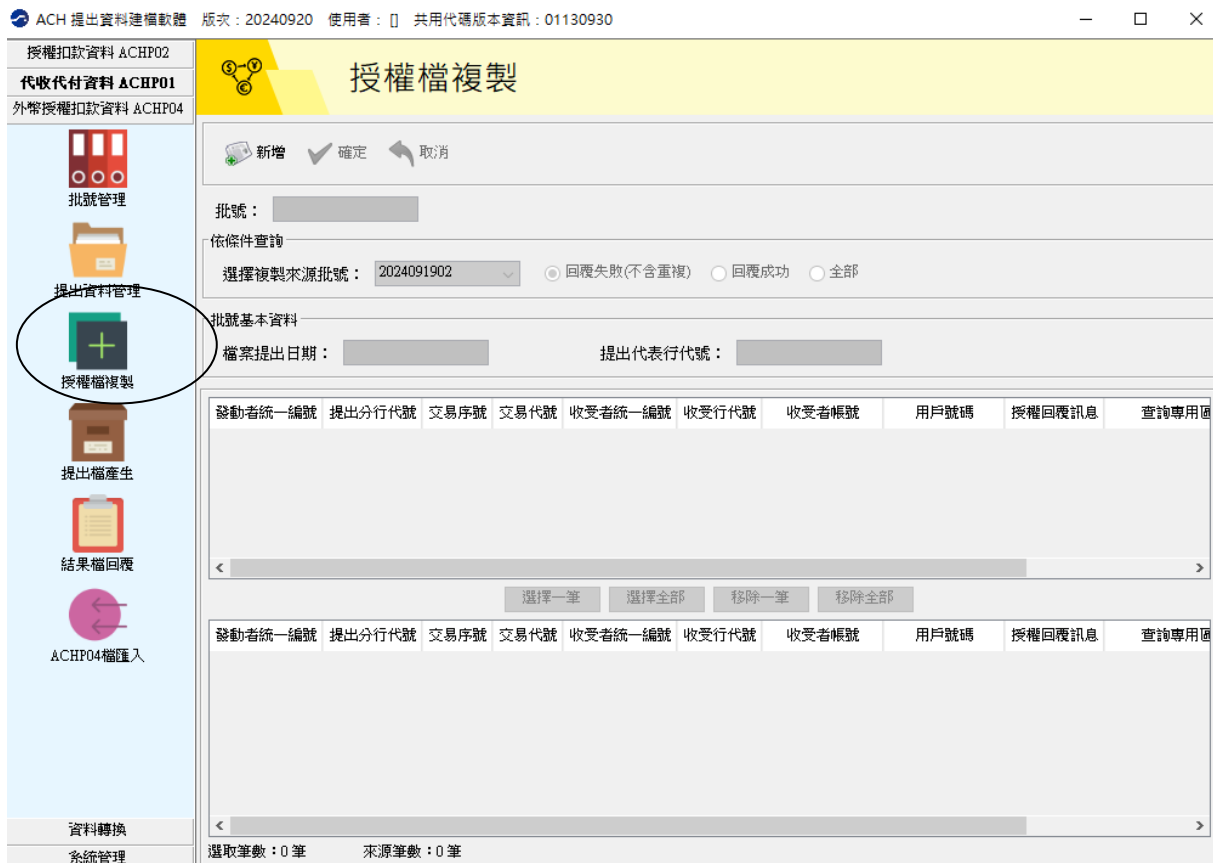 ACH 提出資料建檔軟體 版次：20240920 使用者：[] 共用代碼版本資訊：01130930
授權扣款資料 ACHP02
代收代付資料 ACHP01
外幣授權扣款資料 ACHP04
批號管理
提出資料管理
授權檔複製
提出檔產生
結果檔回覆
ACHP04檔匯入
資料轉換
系統管理
授權檔複製
新增 確定 取消
批號：
依條件查詢
選擇複製來源批號： 2024091902 回覆失敗(不含重複) 回覆成功 全部
批號基本資料
檔案提出日期： 提出代表行代號：
發動者統一編號 提出分行代號 交易序號 交易代號 收受者統一編號 收受行代號 收受者帳號 用戶號碼 授權回覆訊息 查詢專用區
選擇一筆 選擇全部 移除一筆 移除全部
發動者統一編號 提出分行代號 交易序號 交易代號 收受者統一編號 收受行代號 收受者帳號 用戶號碼 授權回覆訊息 查詢專用區
選取筆數：0 筆 來源筆數：0 筆